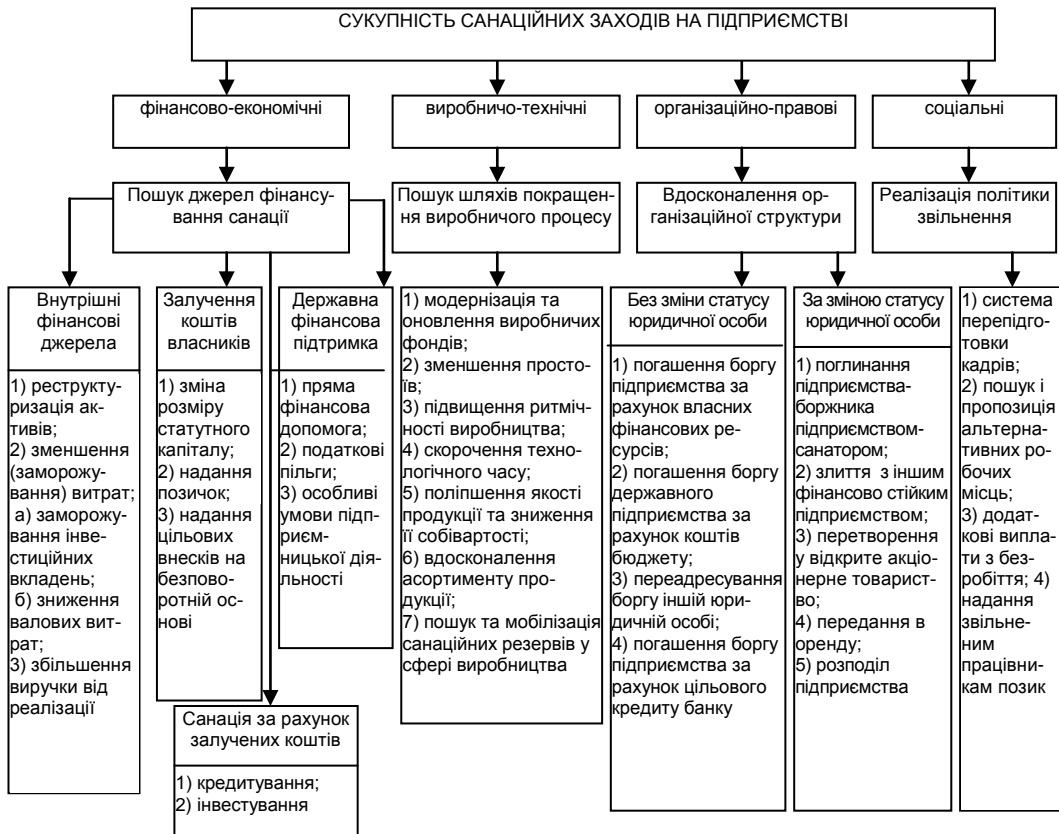 СУКУПНІСТЬ САНАЦІЙНИХ ЗАХОДІВ НА ПІДПРИЄМСТВІ
фінансово-економічні
виробничо-технічні
організаційно-правові
соціальні
Пошук джерел фінансу-
вання санації
Пошук шляхів покращен-
ня виробничого процесу
Вдосконалення ор-
ганізаційної структури
Реалізація політики
звільнення
Внутрішні
фінансові
джерела
1) реструкту-
ризація ак-
тивів;
2) зменшення
(заморожу-
вання) витрат;
а) заморожу-
вання інве-
стиційних
вкладень;
б) зниження
валових вит-
рат;
3) збільшення
виручки від
реалізації
Залучення
коштів
власників
1) зміна
розміру
статутного
капіталу;
2) надання
позичок;
3) надання
цільових
внесків на
безпово-
ротній ос-
нові
Державна
фінансова
підтримка
1) пряма
фінансова
допомога;
2) податкові
пільги;
3) особливі
умови підп-
риєм-
ницької дія-
льності
Санація за рахунок
залучених коштів
1) кредитування;
2) інвестування
1) модернізація та
оновлення виробничих
фондів;
2) зменшення просто-
їв;
3) підвищення ритміч-
ності виробництва;
4) скорочення техно-
логічного часу;
5) поліпшення якості
продукції та зниження
її собівартості;
6) вдосконалення
асортименту про-
дукції;
7) пошук та мобілізація
санаційних резервів у
сфері виробництва
Без зміни статусу
юридичної особи
1) погашення боргу
підприємства за
рахунок власних
фінансових ре-
сурсів;
2) погашення боргу
державного
підприємства за
рахунок коштів
бюджету;
3) переадресування
боргу іншій юри-
дичній особі;
4) погашення боргу
підприємства за
рахунок цільового
кредиту банку
За зміною статусу
юридичної особи
1) поглинання
підприємства-
боржника
підприємством-
санатором;
2) злиття з іншим
фінансово стійким
підприємством;
3) перетворення
у відкрите акціо-
нерне товарист-
во;
4) передання в
оренду;
5) розподіл
підприємства
1) система
перепідго-
товки
кадрів;
2) пошук і
пропозиція
альтерна-
тивних ро-
бочих
місць;
3) додат-
кові випла-
ти з без-
робіття; 4)
надання
звільне-
ним
працівни-
кам позик